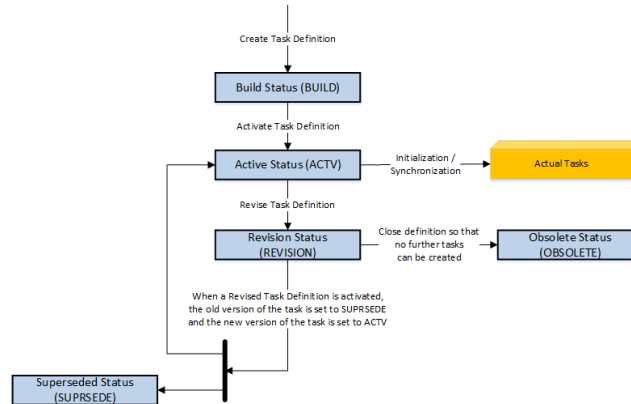 Create Task Definition
Build Status (BUILD)
Activate Task Definition
Active Status (ACTV)
Initialization /
Synchronization
Actual Tasks
Revise Task Definition
Revision Status
(REVISION)
Close definition so that
no further tasks
can be created
Obsolete Status
(OBSOLETE)
When a Revised Task Definition is activated,
the old version of the task is set to SUPRSEDE
and the new version of the task is set to ACTV
Superseded Status
(SUPRSEDE)